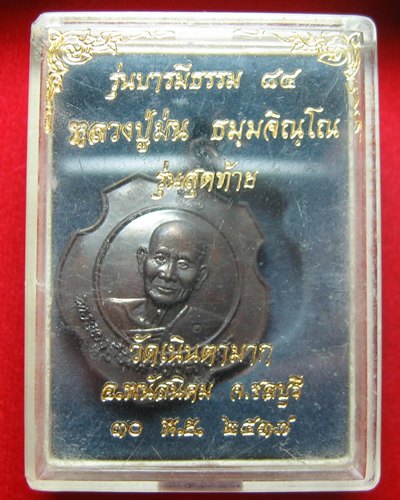 รุ่นบารมีธรรม ๘๔
หลวงปู่ม่น ธมฺมจิณฺโณ
รุ่นสุดท้าย
วัดเนินตามาก
อ.พนัสนิคม จ.ชลบุรี
๓๐ พ.ย. ๒๕๓๗